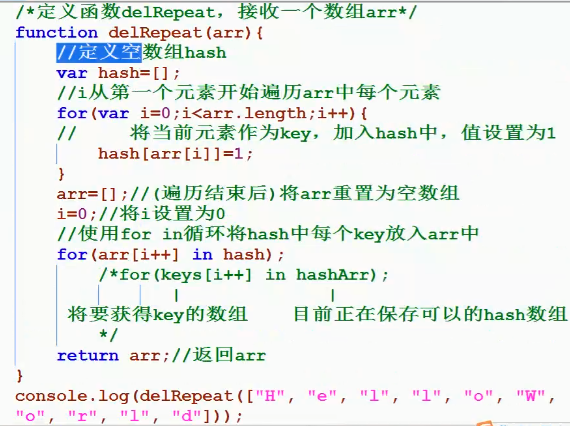 /*定义函数delRepeat，接收一个数组arr*/
function delRepeat(arr){
//定义空数组hash
var hash=[];
//i从第一个元素开始遍历arr中每个元素
for(var i=0;i<arr.length;i++){
// 将当前元素作为key，加入hash中，值设置为1
hash[arr[i]]=1;
}
arr=[];//(遍历结束后)将arr重置为空数组
i=0;//将i设置为0
//使用for in循环将hash中每个key放入arr中
for(arr[i++] in hash);
/*for(keys[i++] in hashArr);
| |
将要获得key的数组 目前正在保存可以的hash数组
*/
return arr;//返回arr
}
console.log(delRepeat(["H", "e", "l", "l", "o", "W",
"o", "r", "l", "d"]));